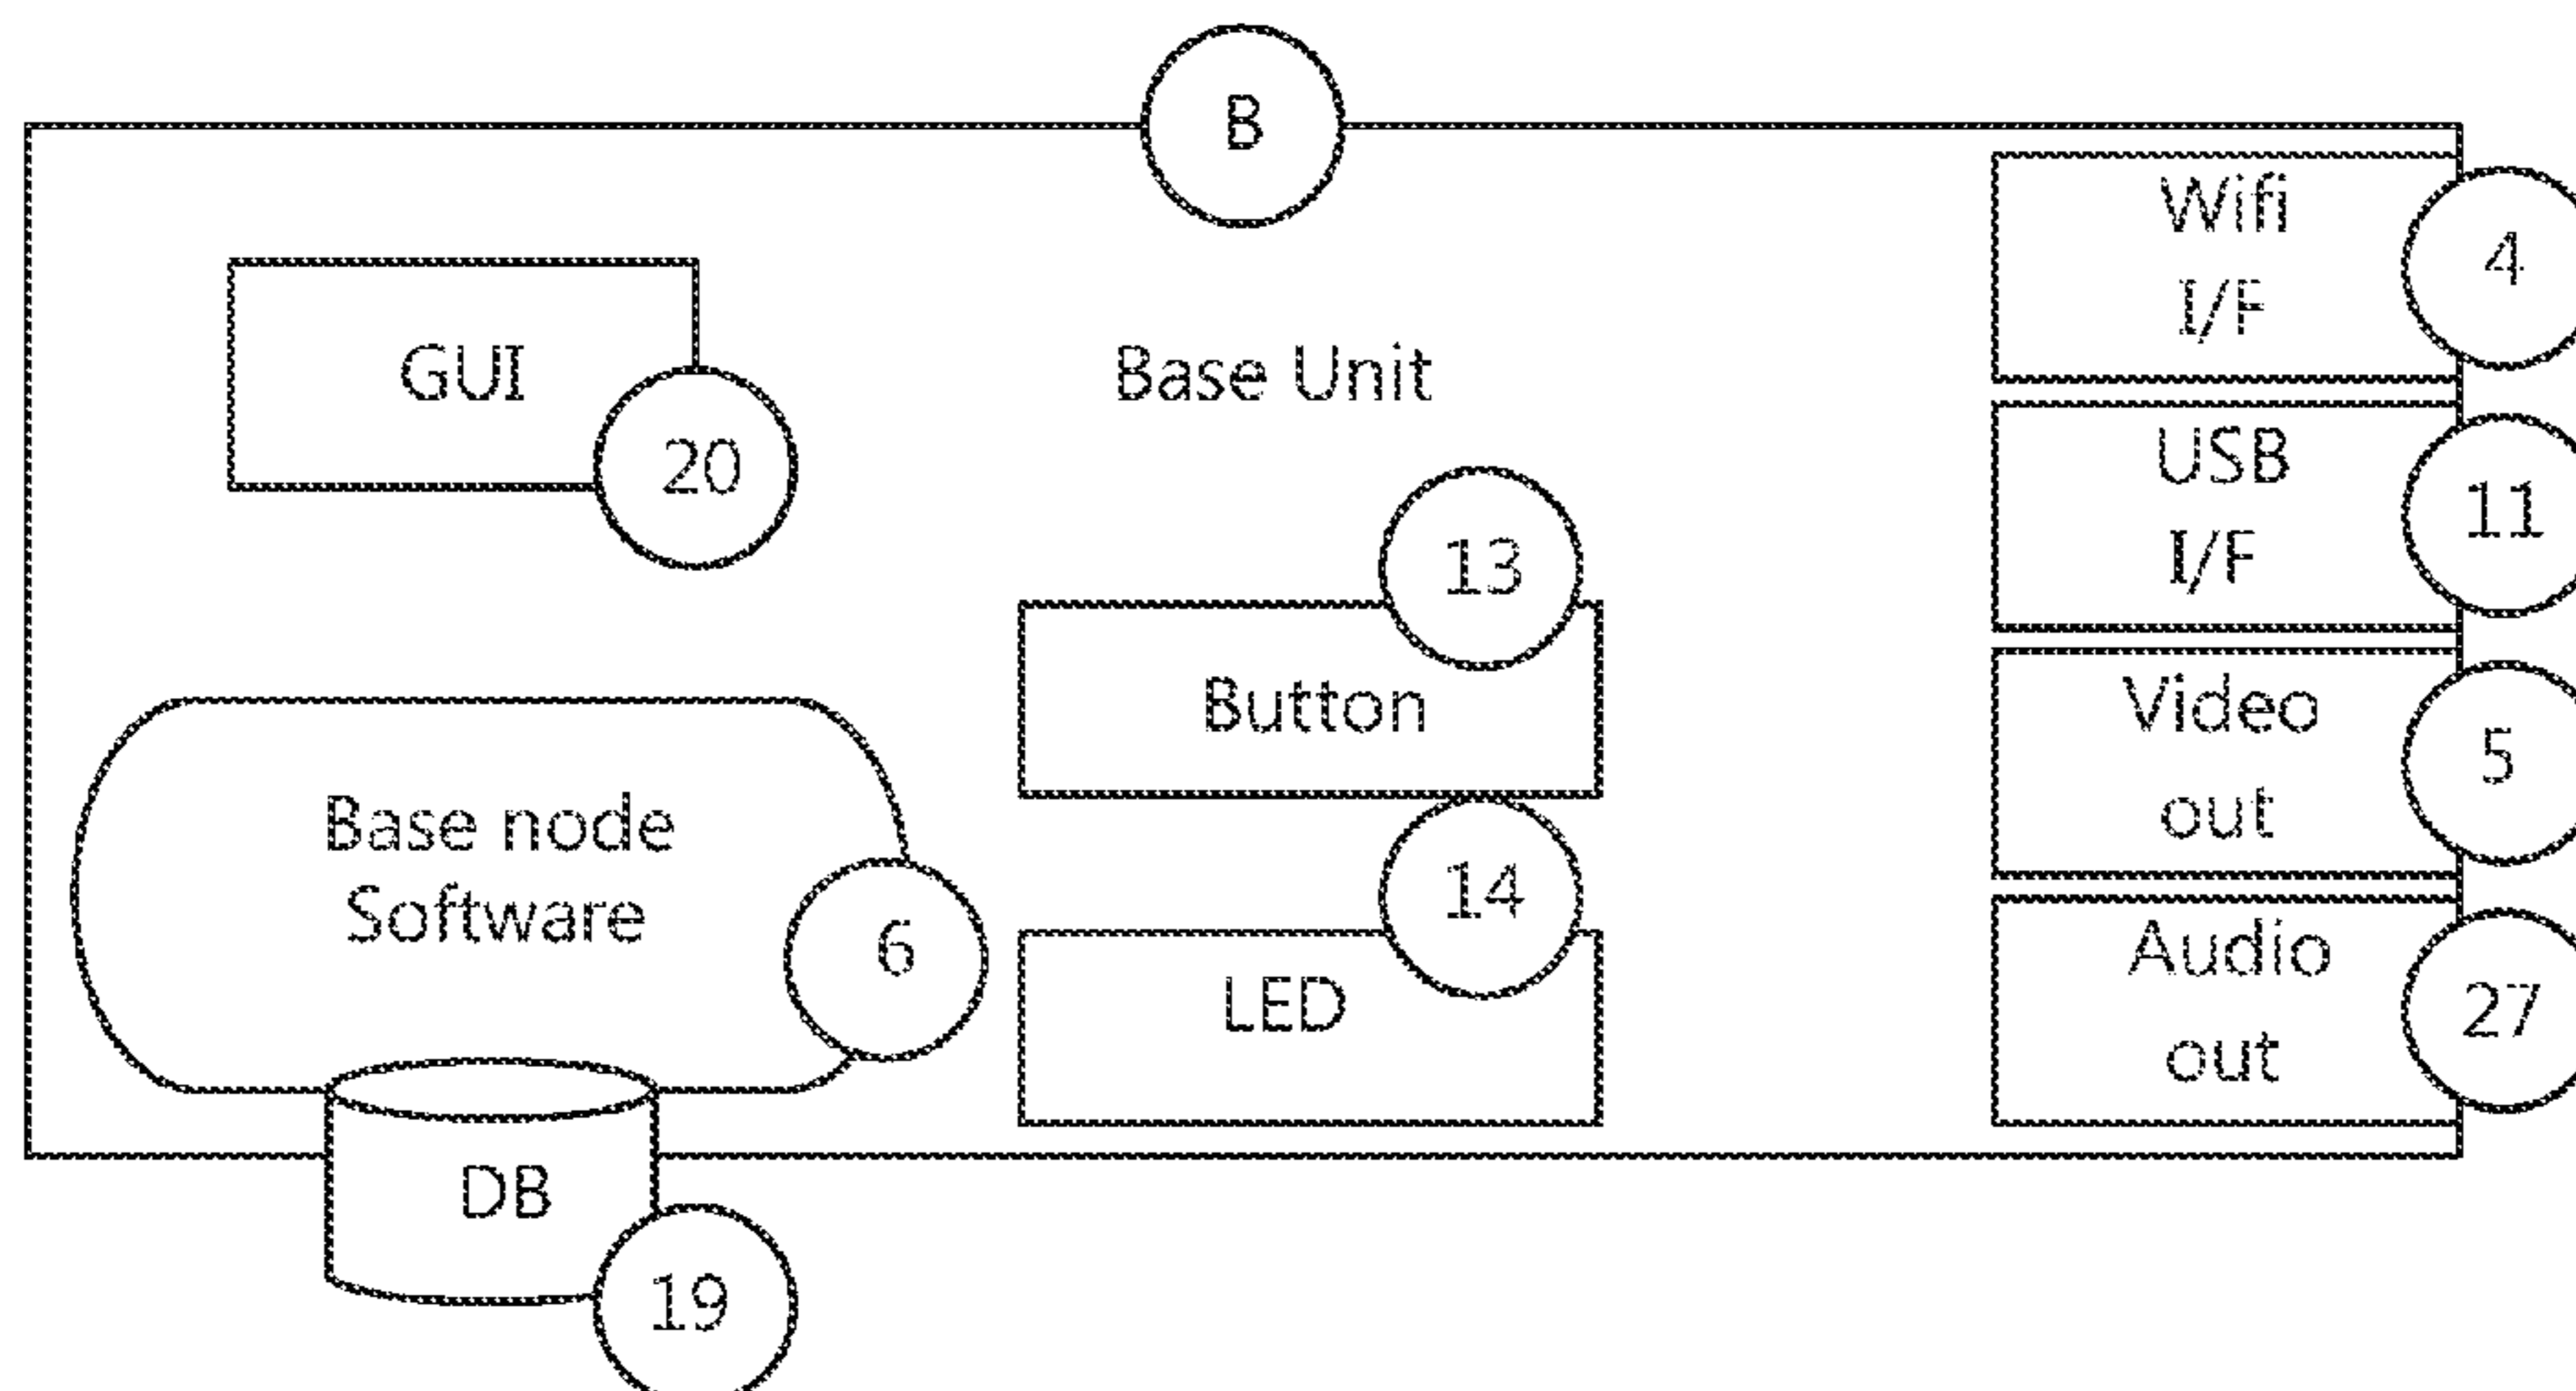 B
Wifi
I/F
4
GUI
20
Base Unit
USB
I/F
11
13
Button
Video
out
5
Base node
Software
6
14
LED
Audio
out
27
DB
19